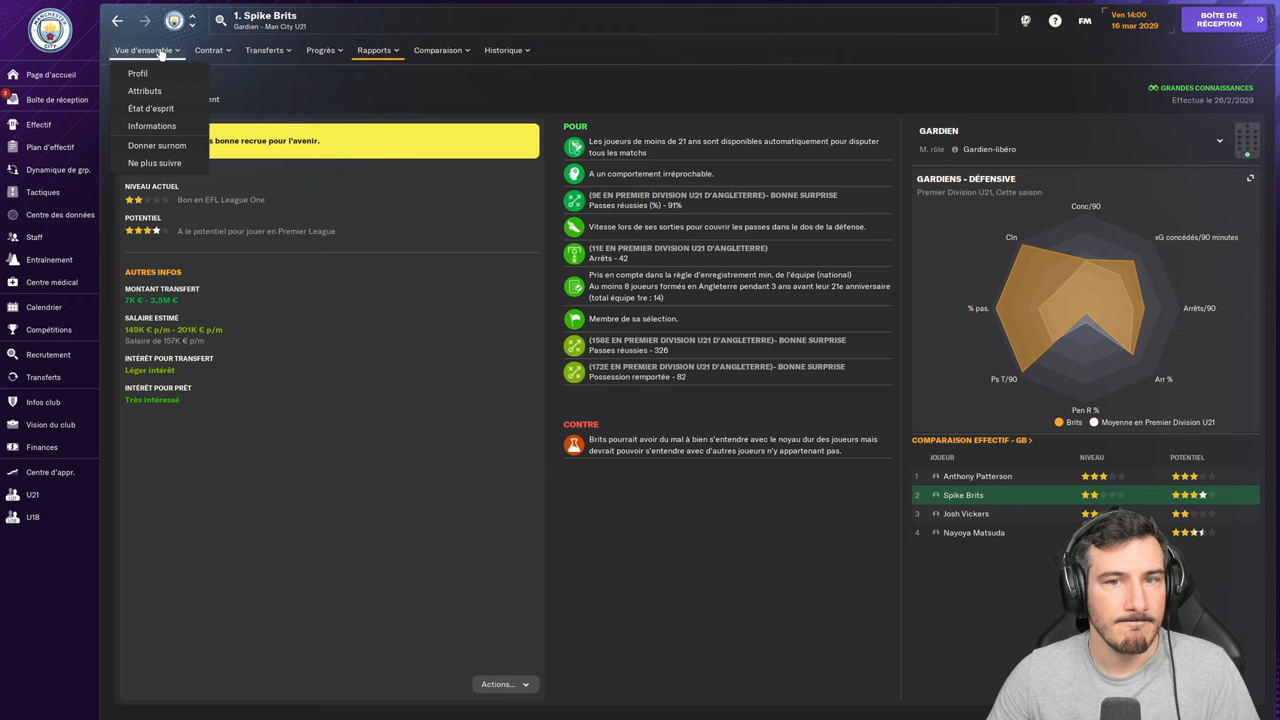 1. Spike Brits
Gardien - Man City U21
Ven 14:00
16 mar 2029
BOÎTE DE
RÉCEPTION
FM
Vue d'ensemble
Contrat
Transferts
Progrès
Rapports
Comparaison
Historique
Page d'accueil
2
Boîte de réception
Effectif
Plan d'effectif
Dynamique de grp.
Tactiques
Centre des données
Staff
Entraînement
Centre médical
Calendrier
Compétitions
Recrutement
Transferts
Infos club
Vision du club
Finances
Centre d'appr.
U21
U18
Profil
Attributs
État d'esprit
Informations
Donner surnom
Ne plus suivre
ent
GRANDES CONNAISSANCES
Effectué le 26/2/2029
s bonne recrue pour l'avenir.
NIVEAU ACTUEL
Bon en EFL League One
POTENTIEL
A le potentiel pour jouer en Premier League
AUTRES INFOS
MONTANT TRANSFERT
7K € - 3,5M €
SALAIRE ESTIMÉ
149K € p/m - 201K € p/m
Salaire de 157K € p/m
INTÉRÊT POUR TRANSFERT
Léger intérêt
INTÉRÊT POUR PRÊT
Très intéressé
Actions...
POUR
Les joueurs de moins de 21 ans sont disponibles automatiquement pour disputer
tous les matchs
A un comportement irréprochable.
(9E EN PREMIER DIVISION U21 D'ANGLETERRE)- BONNE SURPRISE
Passes réussies (%) - 91%
Vitesse lors de ses sorties pour couvrir les passes dans le dos de la défense.
(11E EN PREMIER DIVISION U21 D'ANGLETERRE)
Arrêts - 42
Pris en compte dans la règle d'enregistrement min. de l'équipe (national)
Au moins 8 joueurs formés en Angleterre pendant 3 ans avant leur 21e anniversaire
(total équipe 1re : 14)
Membre de sa sélection.
(158E EN PREMIER DIVISION U21 D'ANGLETERRE)- BONNE SURPRISE
Passes réussies - 326
(172E EN PREMIER DIVISION U21 D'ANGLETERRE)- BONNE SURPRISE
Possession remportée - 82
CONTRE
Brits pourrait avoir du mal à bien s'entendre avec le noyau dur des joueurs mais
devrait pouvoir s'entendre avec d'autres joueurs n'y appartenant pas.
GARDIEN
M. rôle Gardien-libéro
GARDIENS - DÉFENSIVE
Premier Division U21, Cette saison
Conc/90
Cln
xG concédés/90 minutes
% pas.
Arrêts/90
Ps T/90
Arr %
Pen R %
Brits
Moyenne en Premier Division U21
COMPARAISON EFFECTIF - GB >
JOUEUR NIVEAU POTENTIEL
1 Anthony Patterson
2 Spike Brits
3 Josh Vickers
4 Nayoya Matsuda